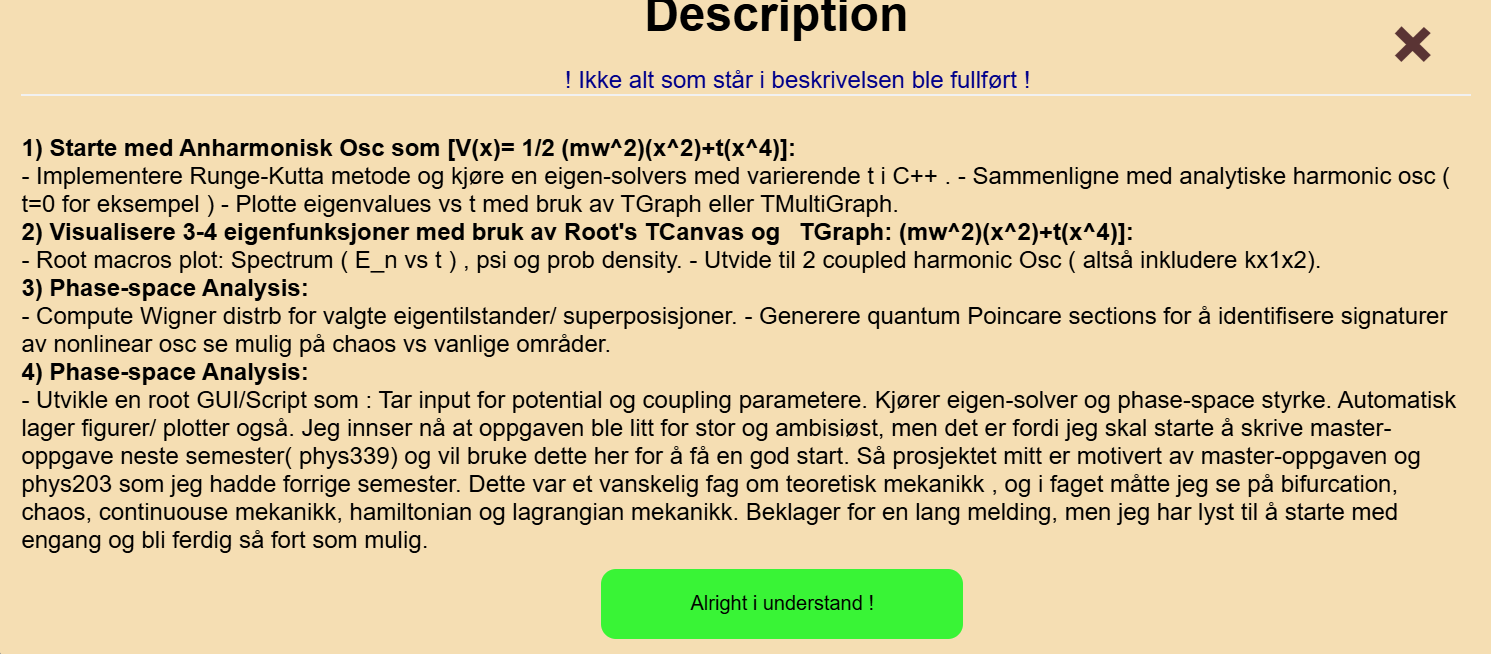 Description
! Ikke alt som står i beskrivelsen ble fullført !
1) Starte med Anharmonisk Osc som [V(x)= 1/2 (mw^2)(x^2)+t(x^4)]:
- Implementere Runge-Kutta metode og kjøre en eigen-solvers med varierende t i C++ . - Sammenligne med analytiske harmonic osc (
t=0 for eksempel ) - Plotte eigenvalues vs t med bruk av TGraph eller TMultiGraph.
2) Visualisere 3-4 eigenfunksjoner med bruk av Root's TCanvas og   TGraph: (mw^2)(x^2)+t(x^4)]:
- Root macros plot: Spectrum ( E_n vs t ) , psi og prob density. - Utvide til 2 coupled harmonic Osc ( altså inkludere kx1x2).
3) Phase-space Analysis:
- Compute Wigner distrb for valgte eigentilstander/ superposisjoner. - Generere quantum Poincare sections for å identifisere signaturer
av nonlinear osc se mulig på chaos vs vanlige områder.
4) Phase-space Analysis:
- Utvikle en root GUI/Script som : Tar input for potential og coupling parametere. Kjører eigen-solver og phase-space styrke. Automatisk
lager figurer/ plotter også. Jeg innser nå at oppgaven ble litt for stor og ambisiøst, men det er fordi jeg skal starte å skrive master-
oppgave neste semester( phys339) og vil bruke dette her for å få en god start. Så prosjektet mitt er motivert av master-oppgaven og
phys203 som jeg hadde forrige semester. Dette var et vanskelig fag om teoretisk mekanikk , og i faget måtte jeg se på bifurcation,
chaos, continuouse mekanikk, hamiltonian og lagrangian mekanikk. Beklager for en lang melding, men jeg har lyst til å starte med
engang og bli ferdig så fort som mulig.
Alright i understand !